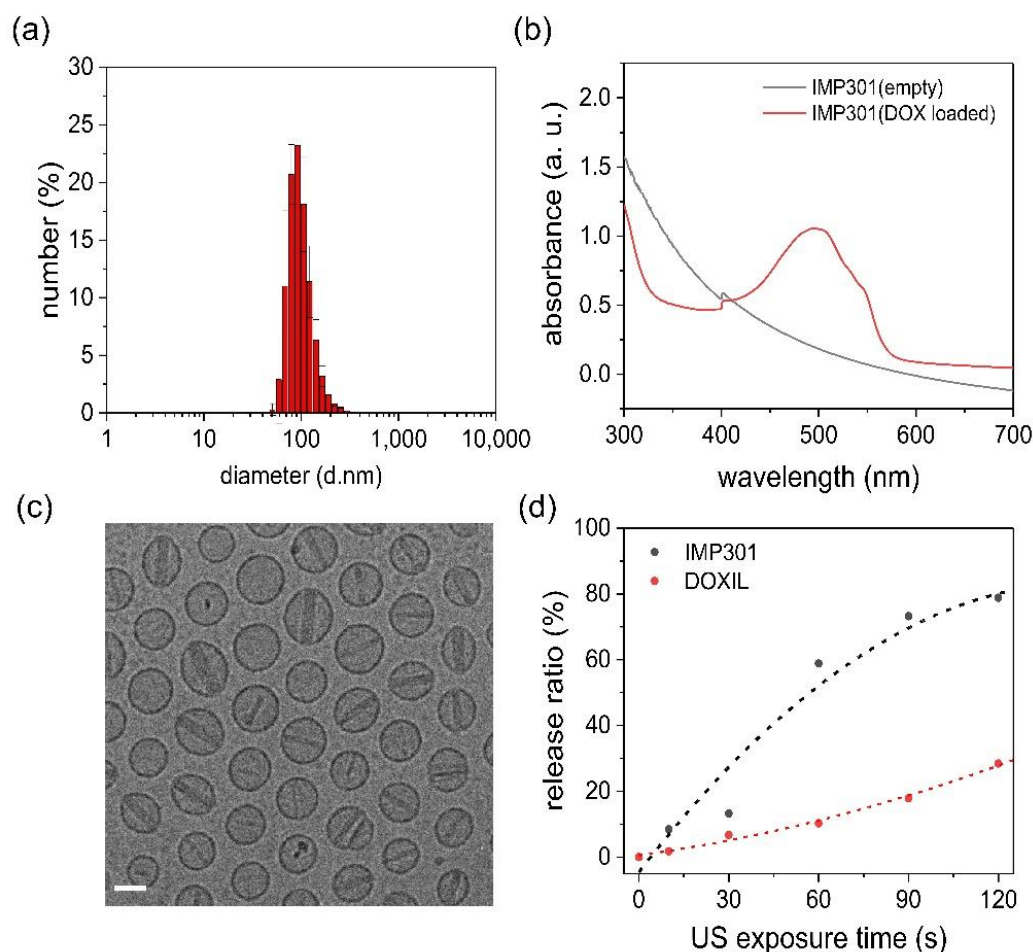 (a)
30
25
20
15
10
5
0
number (%)
1 10 100 1,000 10,000
diameter (d.nm)
(b)
IMP301(empty)
IMP301(DOX loaded)
2.0
1.5
1.0
0.5
0.0
absorbance (a. u.)
300 400 500 600 700
wavelength (nm)
(c)
(d)
100
80
60
40
20
0
release ratio (%)
IMP301
DOXIL
0 30 60 90 120
US exposure time (s)